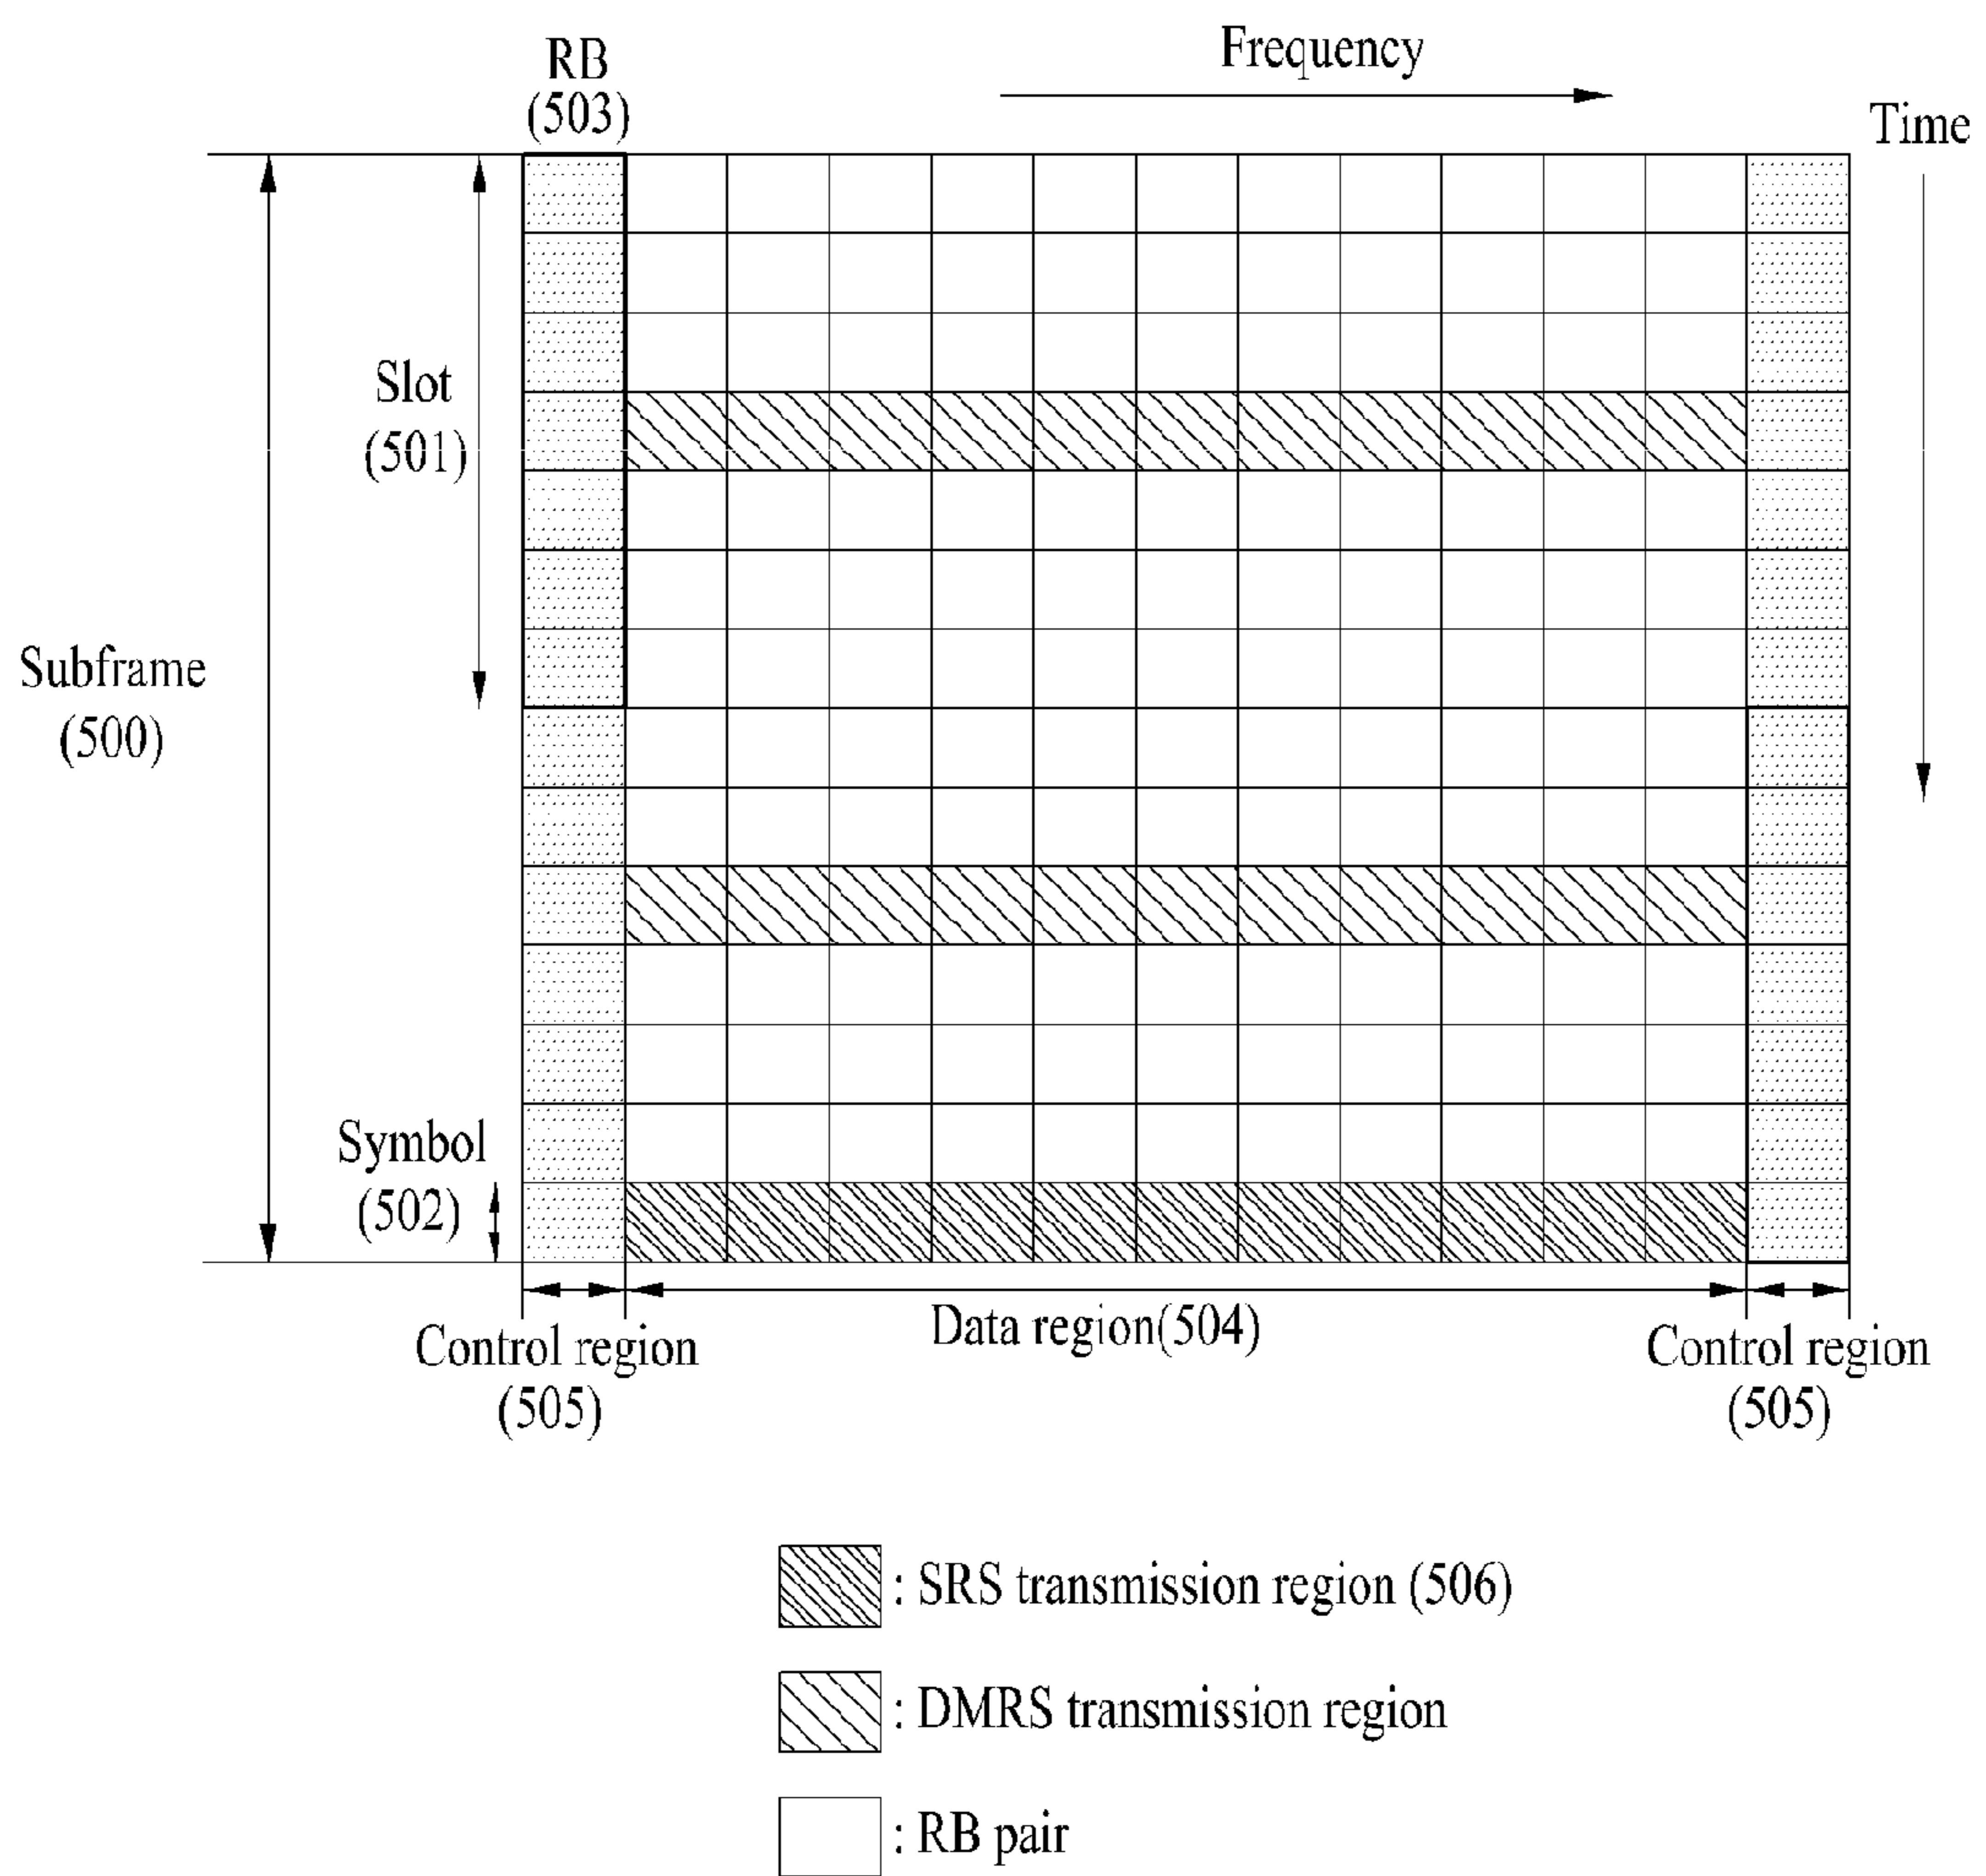 RB
(503)
Frequency
Time
Slot
(501)
Subframe
(500)
Symbol
(502)
Control region
(505)
Data region(504)
Control region
(505)
: SRS transmission region (506)
: DMRS transmission region
: RB pair